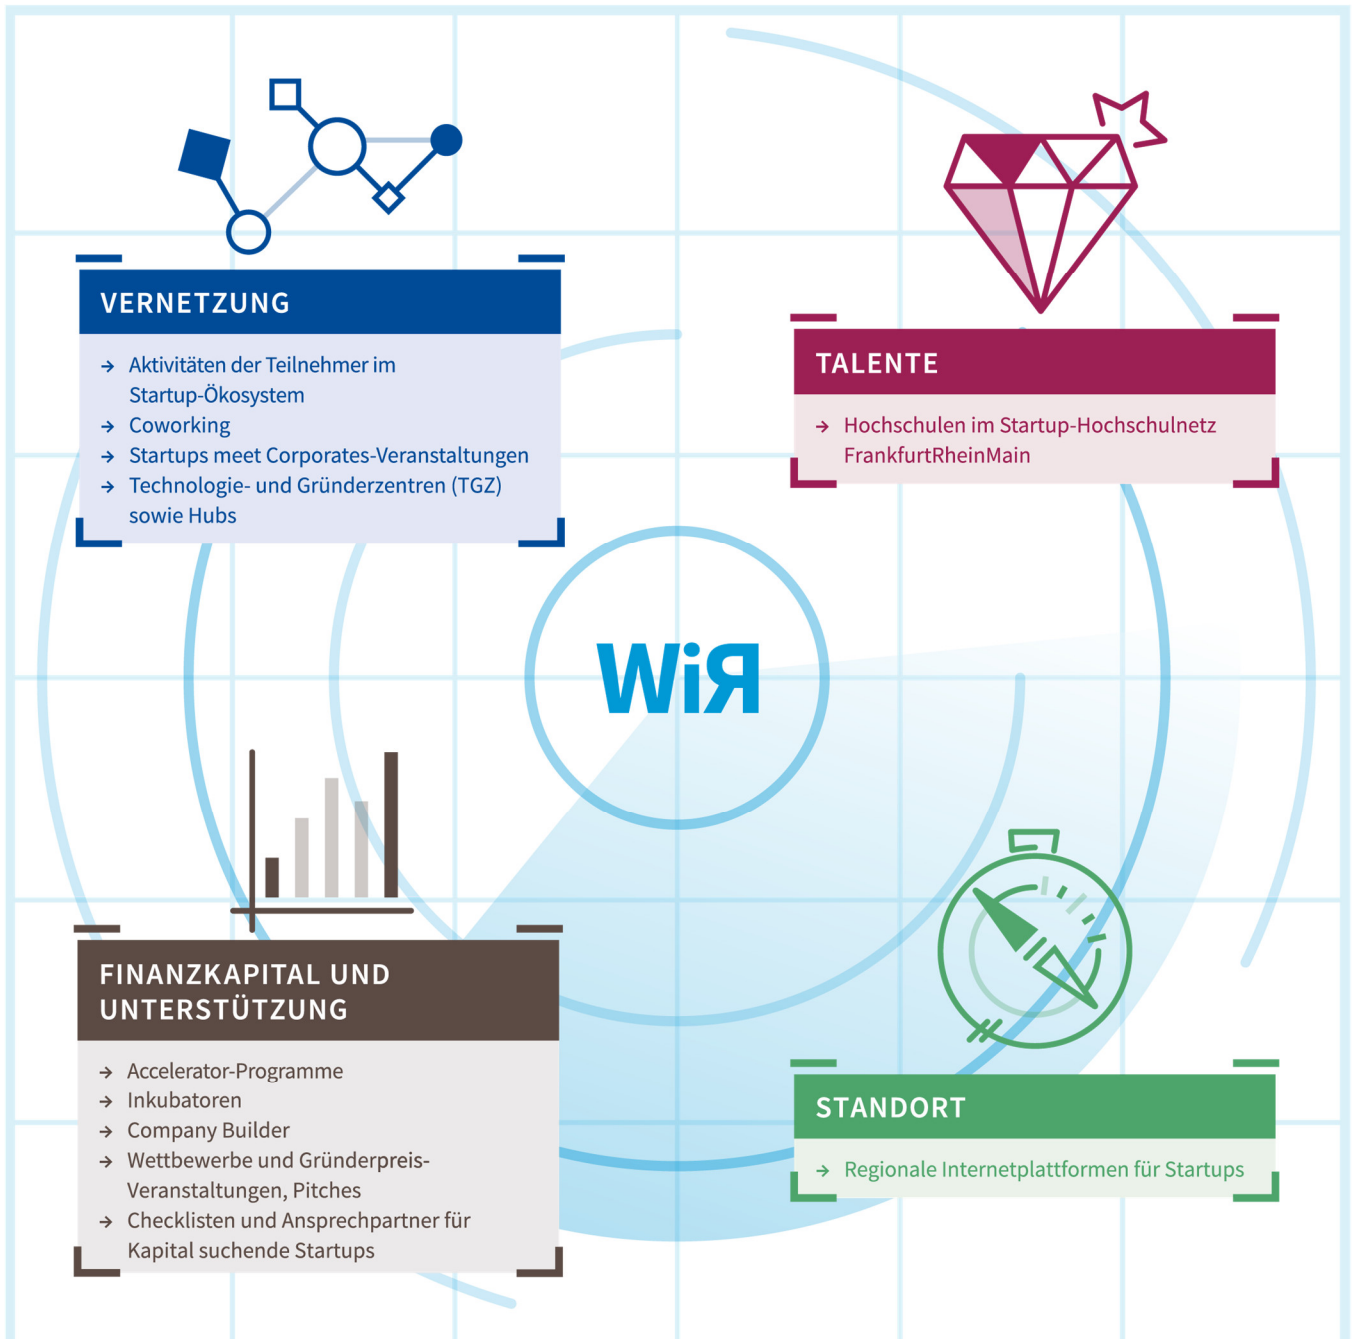 VERNETZUNG
→ Aktivitäten der Teilnehmer im
Startup-Ökosystem
→ Coworking
→ Startups meet Corporates-Veranstaltungen
→ Technologie- und Gründerzentren (TGZ)
sowie Hubs
TALENTE
→ Hochschulen im Startup-Hochschulnetz
FrankfurtRheinMain
WiЯ
FINANZKAPITAL UND
UNTERSTÜTZUNG
→ Accelerator-Programme
→ Inkubatoren
→ Company Builder
→ Wettbewerbe und Gründerpreis-
Veranstaltungen, Pitches
→ Checklisten und Ansprechpartner für
Kapital suchende Startups
STANDORT
→ Regionale Internetplattformen für Startups